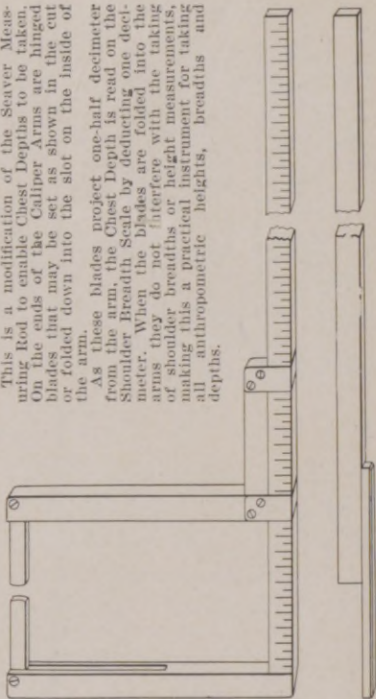 This is a modification of the Seaver Meas-
uring Rod to enable Chest Depths to be taken.
On the ends of the Caliper Arms are hinged
blades that may be set as shown in the cut
or folded down into the slot on the inside of
the arm.
As these blades project one-half decimeter
from the arm, the Chest Depth is read on the
Shoulder Breadth Scale by deducting one deci-
meter. When the blades are folded into the
arms they do not interfere with the taking
of shoulder breadths or height measurements,
making this a practical instrument for taking
all anthropometric heights, breadths and
depths.